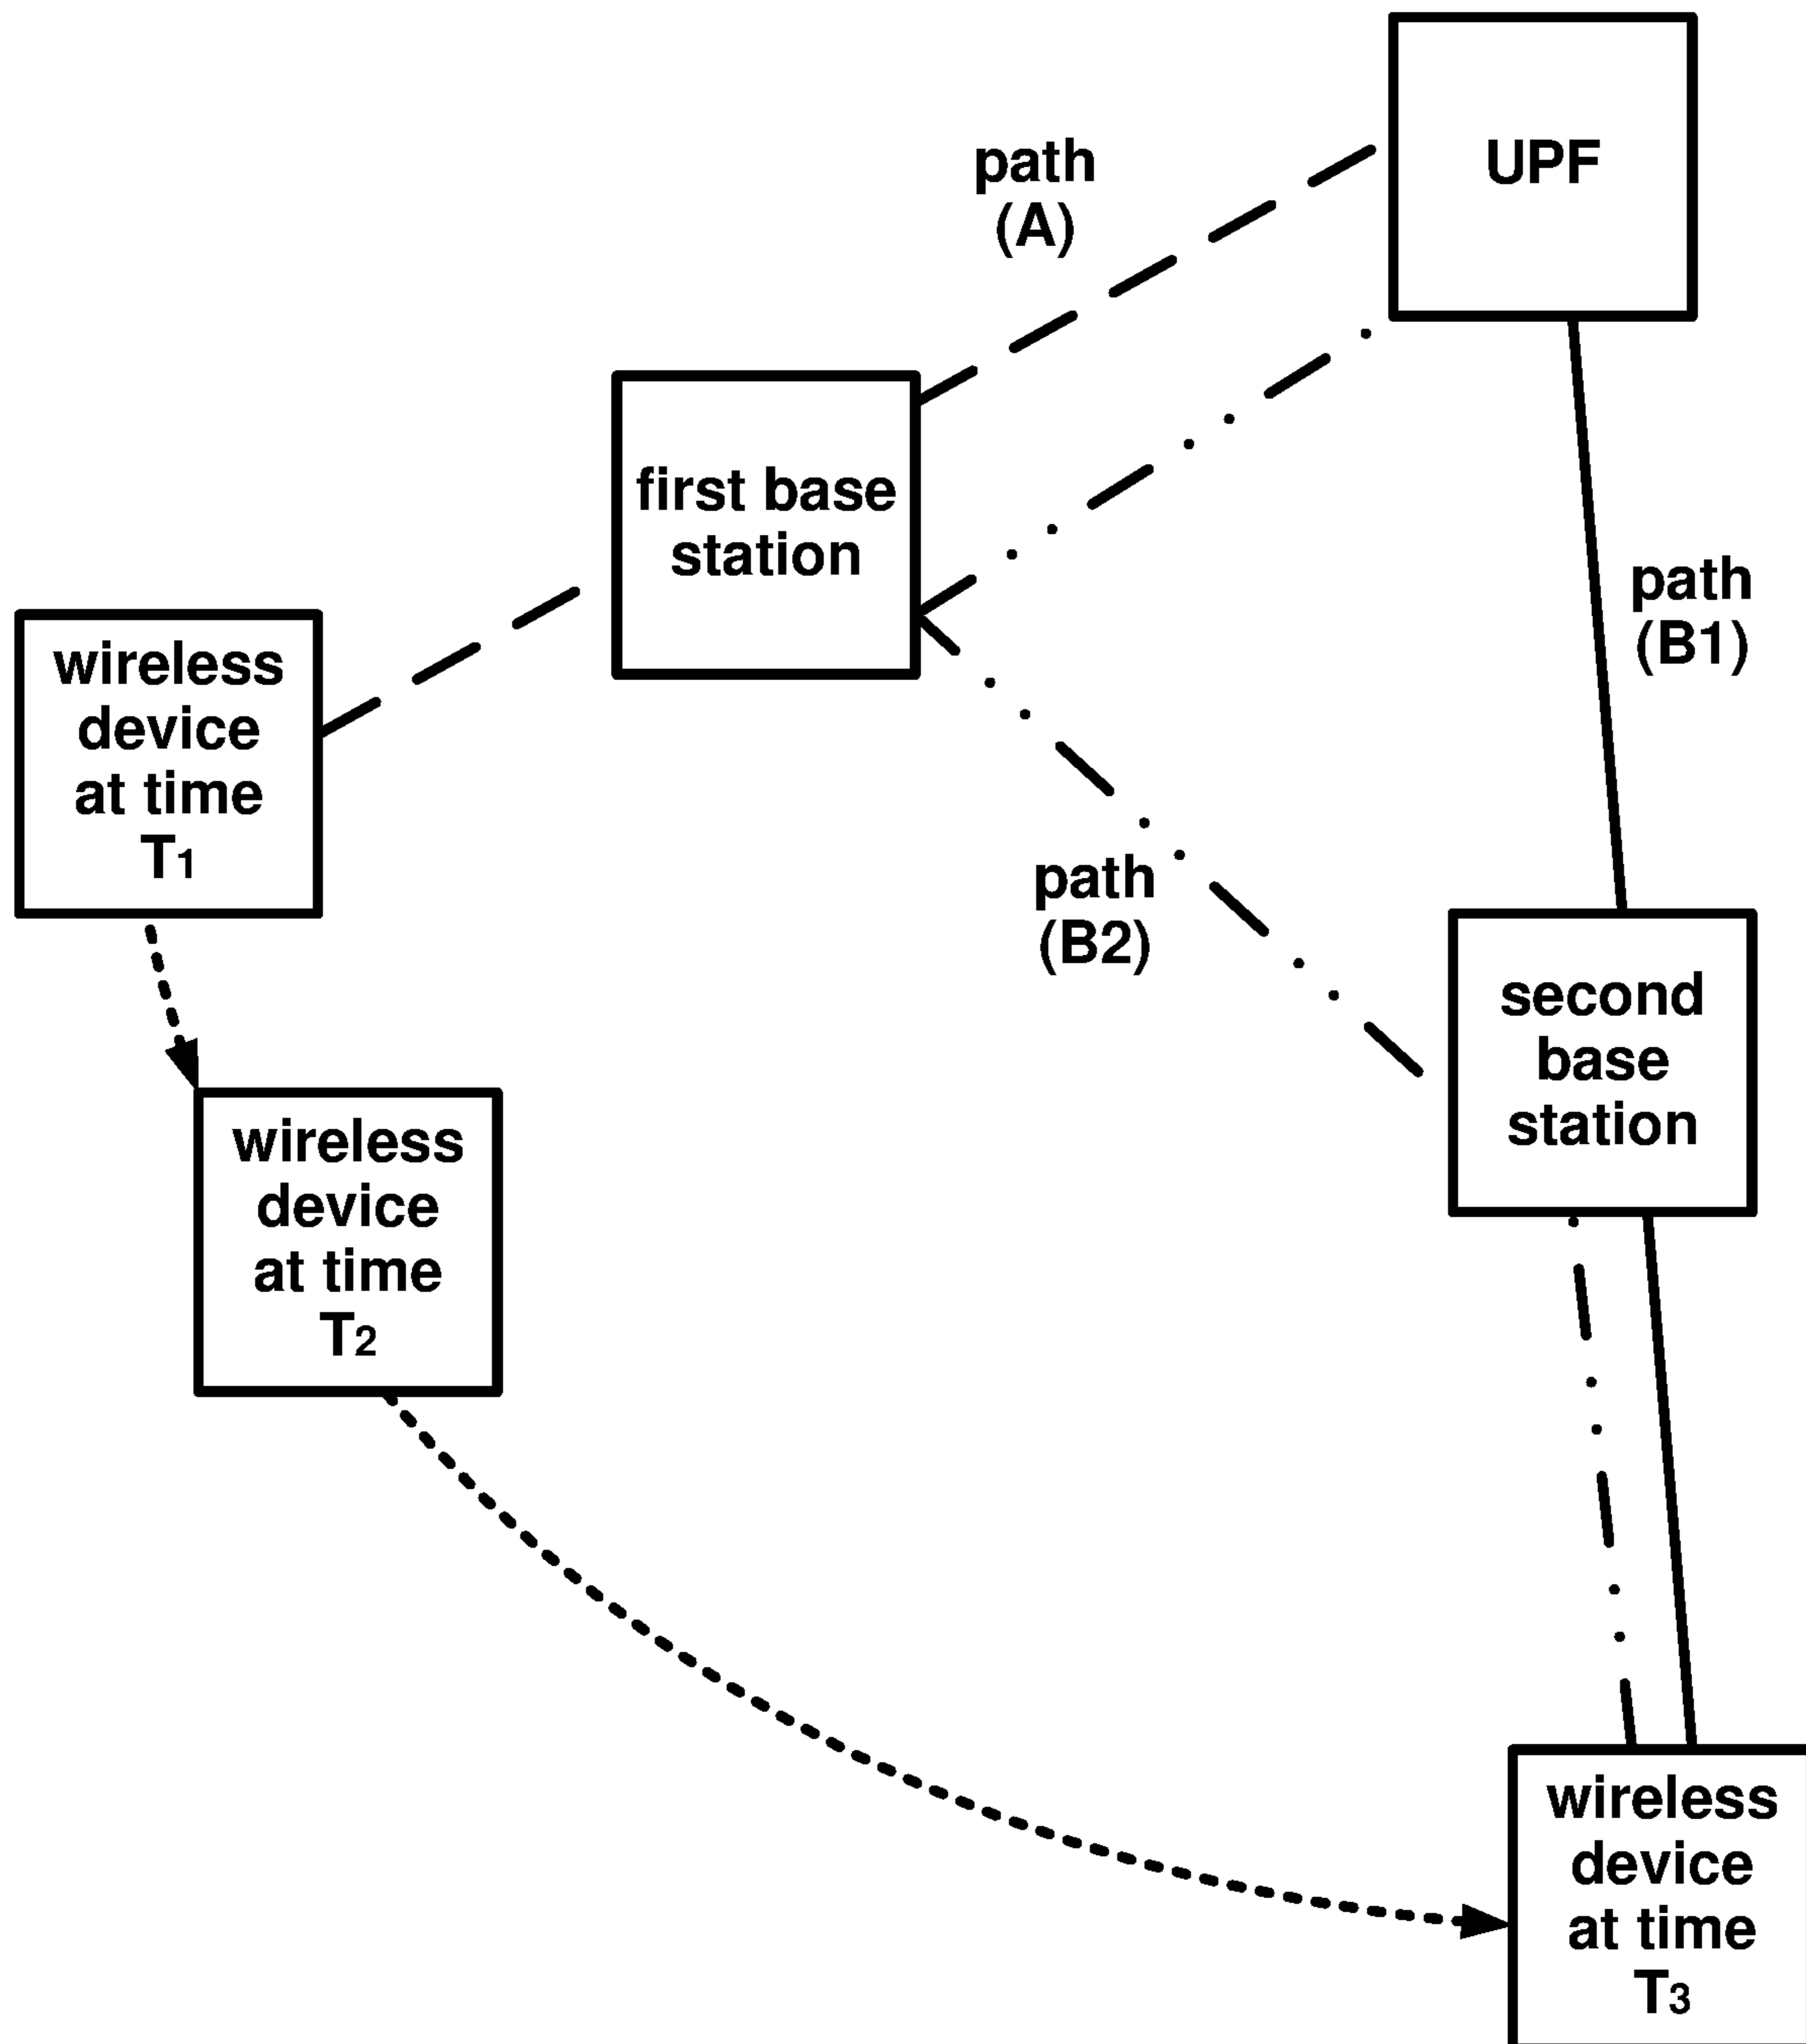 UPF
path
(A)
first base
station
path
(B1)
wireless
device
at time
T1
path
(B2)
second
base
station
wireless
device
at time
T2
wireless
device
at time
T3